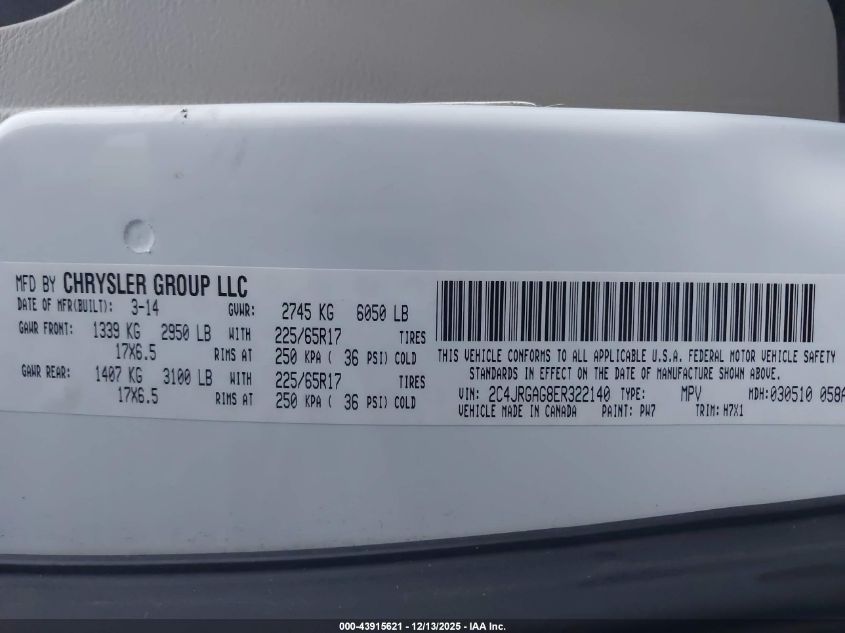 MFD BY CHRYSLER GROUP LLC
DATE OF MFR(BUILT): 3-14 GVWR: 2745 KG 6050 LB
GAWR FRONT: 1339 KG 2950 LB WITH 225/65R17 TIRES
17X6.5 RIMS AT 250 KPA ( 36 PSI) COLD
GAWR REAR: 1407 KG 3100 LB WITH 225/65R17 TIRES
17X6.5 RIMS AT 250 KPA ( 36 PSI) COLD
THIS VEHICLE CONFORMS TO ALL APPLICABLE U.S.A. FEDERAL MOTOR VEHICLE SAFETY
STANDARDS IN EFFECT ON THE DATE OF MANUFACTURE SHOWN ABOVE.
VIN: 2C4JRGAG8ER322140 TYPE: MPV MDH: 030510 058A
VEHICLE MADE IN CANADA PAINT: PW7 TRIM: H7X1
000-43915621 - 12/13/2025 - IAA Inc.